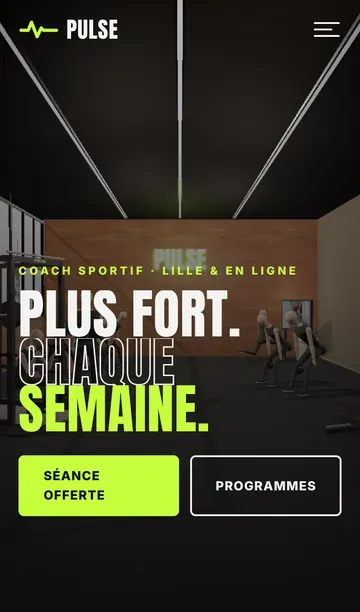 PULSE
PULSE
COACH SPORTIF · LILLE & EN LIGNE
PLUS FORT.
CHAQUE
SEMAINE.
SÉANCE
OFFERTE
PROGRAMMES